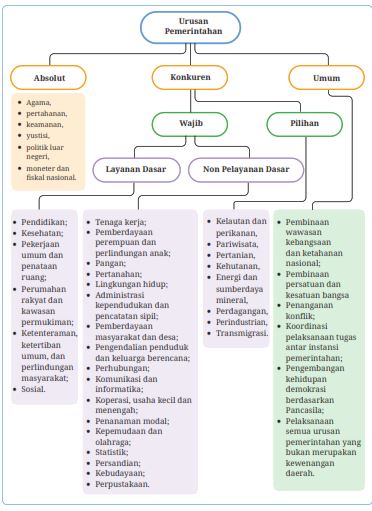 Urusan
Pemerintahan
Absolut
Konkuren
Umum
• Agama,
• pertahanan,
• keamanan,
• yustisi,
• politik luar
negeri,
• moneter dan
fiskal nasional.
Wajib
Pilihan
Layanan Dasar
Non Pelayanan Dasar
• Pendidikan;
• Kesehatan;
• Pekerjaan
umum dan
penataan
ruang;
• Perumahan
rakyat dan
kawasan
permukiman;
• Ketenteraman,
ketertiban
umum, dan
perlindungan
masyarakat;
• Sosial.
• Tenaga kerja;
• Pemberdayaan
perempuan dan
perlindungan anak;
• Pangan;
• Pertanahan;
• Lingkungan hidup;
• Administrasi
kependudukan dan
pencatatan sipil;
• Pemberdayaan
masyarakat dan desa;
• Pengendalian penduduk
dan keluarga berencana;
• Perhubungan;
• Komunikasi dan
informatika;
• Koperasi, usaha kecil dan
menengah;
• Penanaman modal;
• Kepemudaan dan
olahraga;
• Statistik;
• Persandian;
• Kebudayaan;
• Perpustakaan.
• Kelautan dan
perikanan,
• Pariwisata,
• Pertanian,
• Kehutanan,
• Energi dan
sumberdaya
mineral,
• Perdagangan,
• Perindustrian,
• Transmigrasi.
• Pembinaan
wawasan
kebangsaan
dan ketahanan
nasional;
• Pembinaan
persatuan dan
kesatuan bangsa
• Penanganan
konflik;
• Koordinasi
pelaksanaan tugas
antar instansi
pemerintahan;
• Pengembangan
kehidupan
demokrasi
berdasarkan
Pancasila;
• Pelaksanaan
semua urusan
pemerintahan yang
bukan merupakan
kewenangan
daerah.